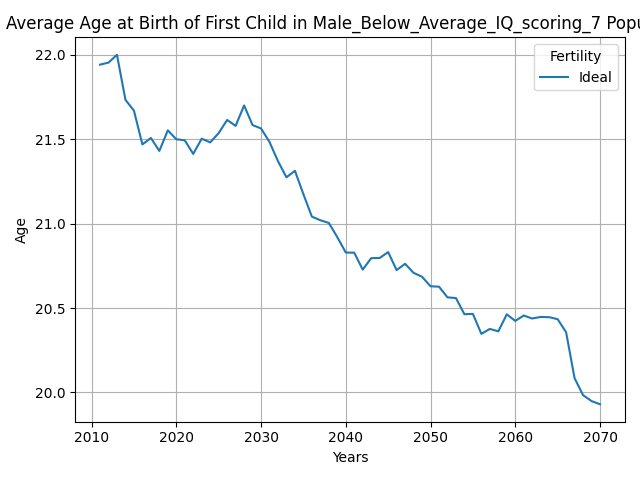 Average Age at Birth of First Child in Male_Below_Average_IQ_scoring_7
Fertility
Ideal
22.0
21.5
21.0
20.5
20.0
Age
2010 2020 2030 2040 2050 2060 2070
Years